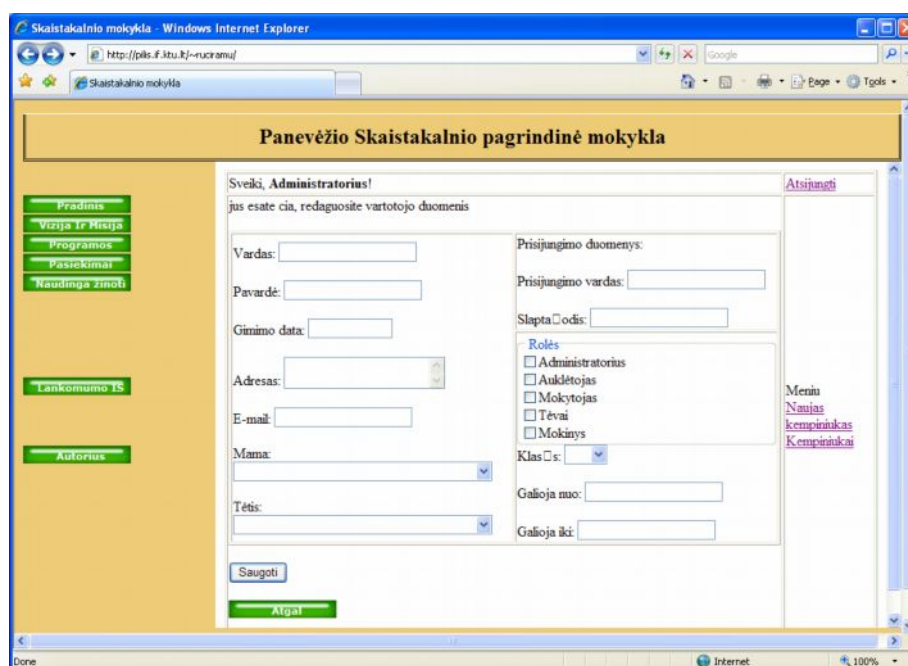 Skaistakalnio mokykla - Windows Internet Explorer
http://pilis.if.ktu.lt/~ruciramu/
Google
Skaistakalnio mokykla
Page
Tools
Panevėžio Skaistakalnio pagrindinė mokykla
Sveiki, Administratorius!
Atsijungti
jus esate cia, redaguosite vartotojo duomenis
Pradinis
Vizija Ir Misija
Programos
Pasiekimai
Naudinga žinoti
Lankomumo IS
Autorius
Vardas:
Pavardė:
Gimimo data:
Adresas:
E-mail:
Mama:
Tėtis:
Prisijungimo duomenys:
Prisijungimo vardas:
Slapta□odis:
Rolės
Administratorius
Auklėtojas
Mokytojas
Tėvai
Mokinys
Klas□s:
Galioja nuo:
Galioja iki:
Meniu
Naujas
kempiniukas
Kempiniukai
Saugoti
Atgal
Done
Internet
100%